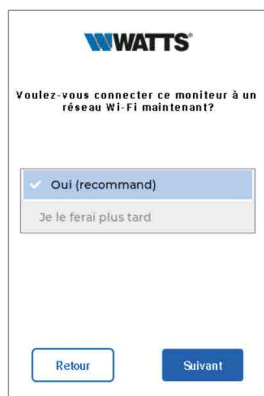 WATTS
Voulez-vous connecter ce moniteur à un
réseau Wi-Fi maintenant?
Oui (recommand)
Je le ferai plus tard
Retour
Suivant